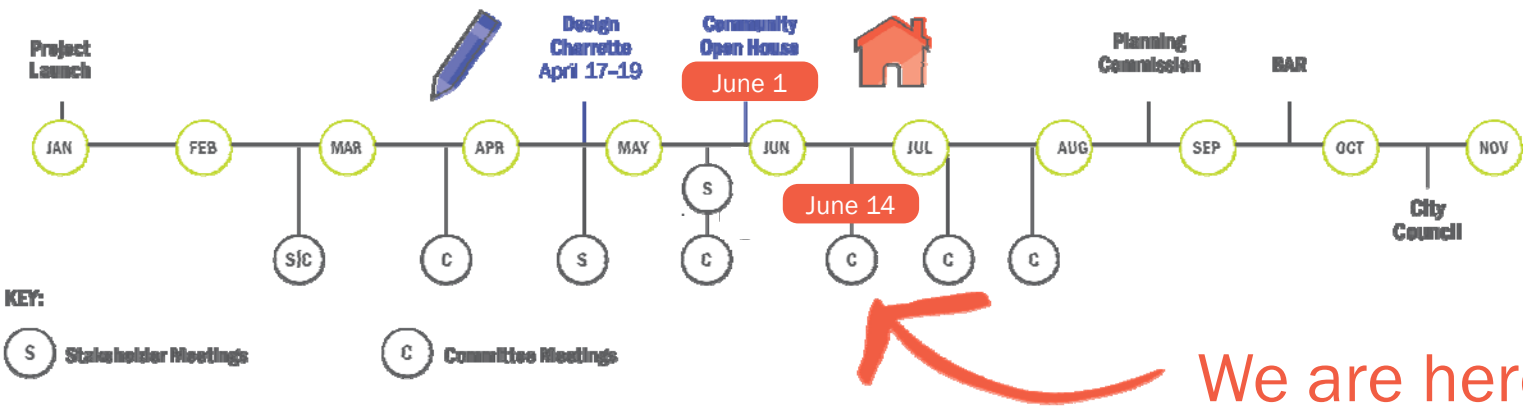 Project
Launch
Design
Charrette
April 17–19
Community
Open House
June 1
Planning
Commission
BAR
JAN
FEB
MAR
APR
MAY
JUN
JUL
AUG
SEP
OCT
NOV
S
June 14
City
Council
S/C
C
S
C
C
C
C
KEY:
S
Stakeholder Meetings
C
Committee Meetings
We are here